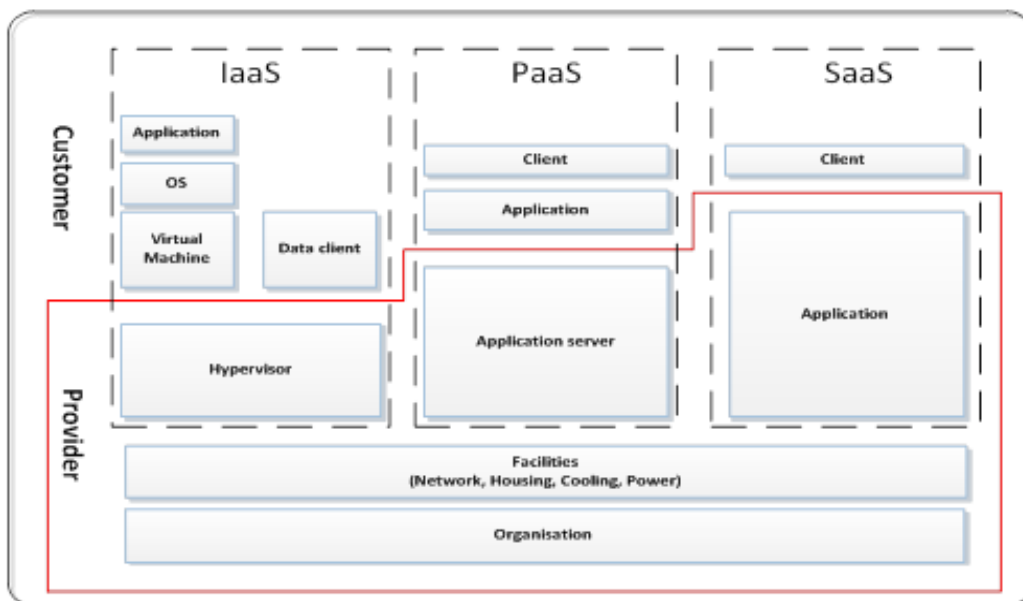 IaaS
PaaS
SaaS
Customer
Application
OS
Virtual
Machine
Data client
Hypervisor
Client
Application
Application server
Client
Application
Provider
Facilities
(Network, Housing, Cooling, Power)
Organisation